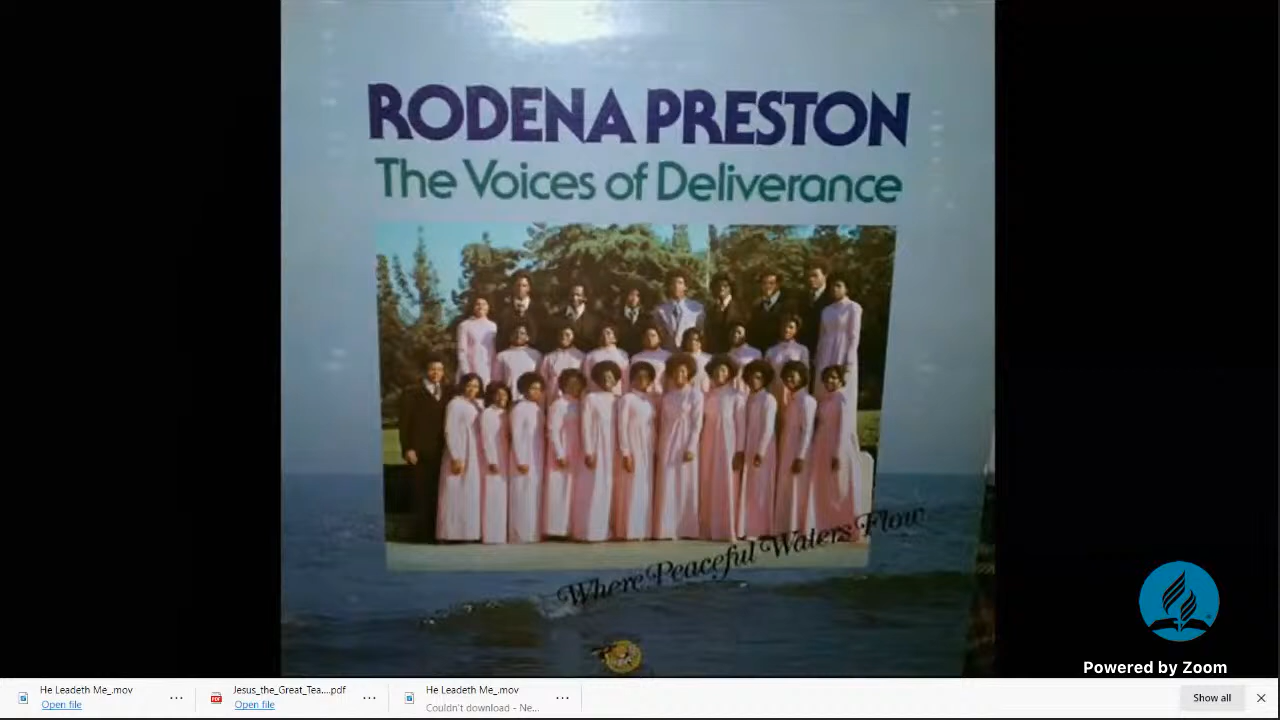 RODENA PRESTON
The Voices of Deliverance
Where Peaceful Waters Flow
Powered by Zoom
He Leadeth Me_.mov
Open file
Jesus_the_Great_Tea....pdf
Open file
He Leadeth Me_.mov
Couldn't download - Ne...
Show all